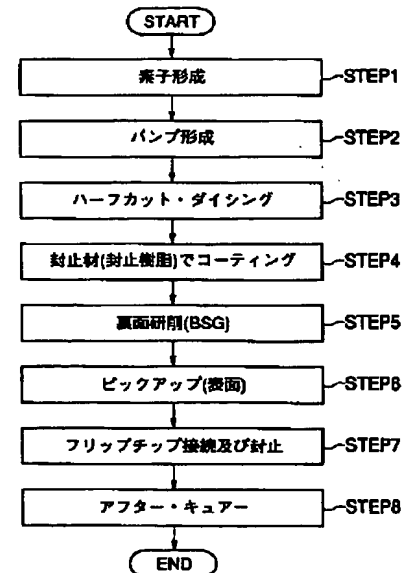 START
素子形成
STEP1
バンプ形成
STEP2
ハーフカット・ダイシング
STEP3
封止材(封止樹脂)でコーティング
STEP4
裏面研削(BSG)
STEP5
ピックアップ(表面)
STEP6
フリップチップ接続及び封止
STEP7
アフター・キュアー
STEP8
END